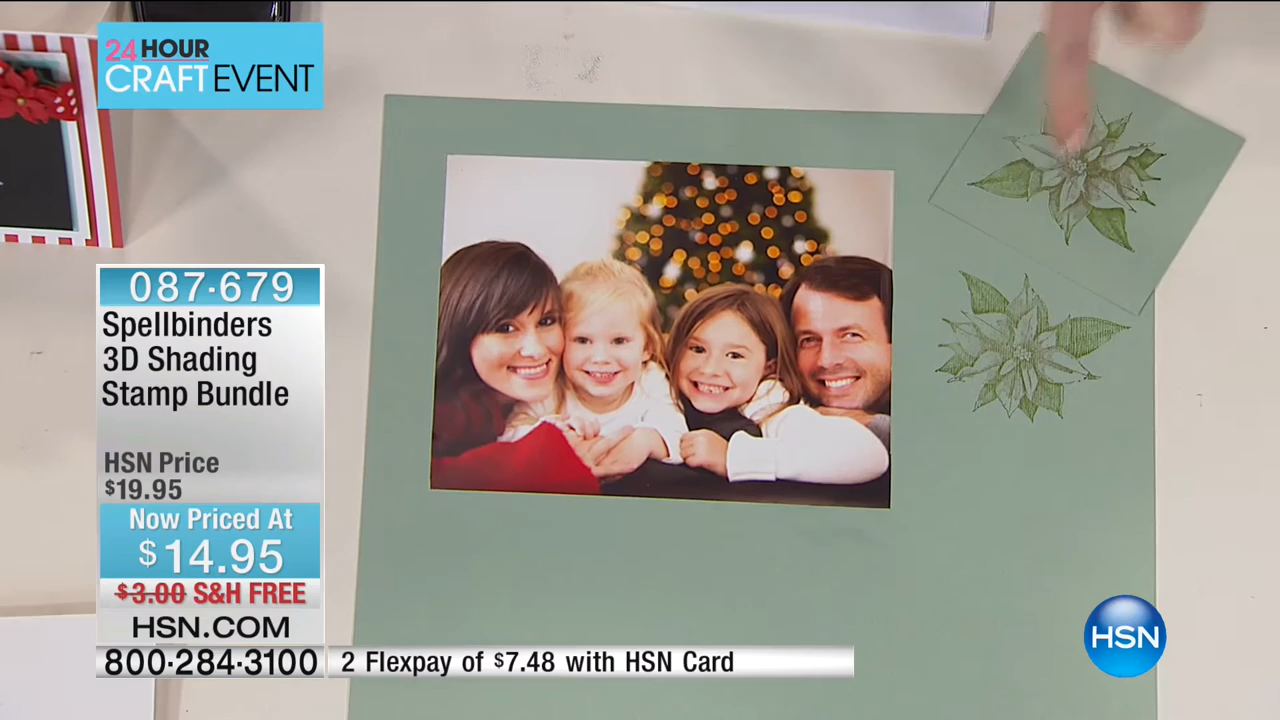 24 HOUR
CRAFT EVENT
087·679
Spellbinders
3D Shading
Stamp Bundle
HSN Price
$19.95
Now Priced At
$14.95
$3.00 S&H FREE
HSN.COM
800·284·3100
2 Flexpay of $7.48 with HSN Card
HSN